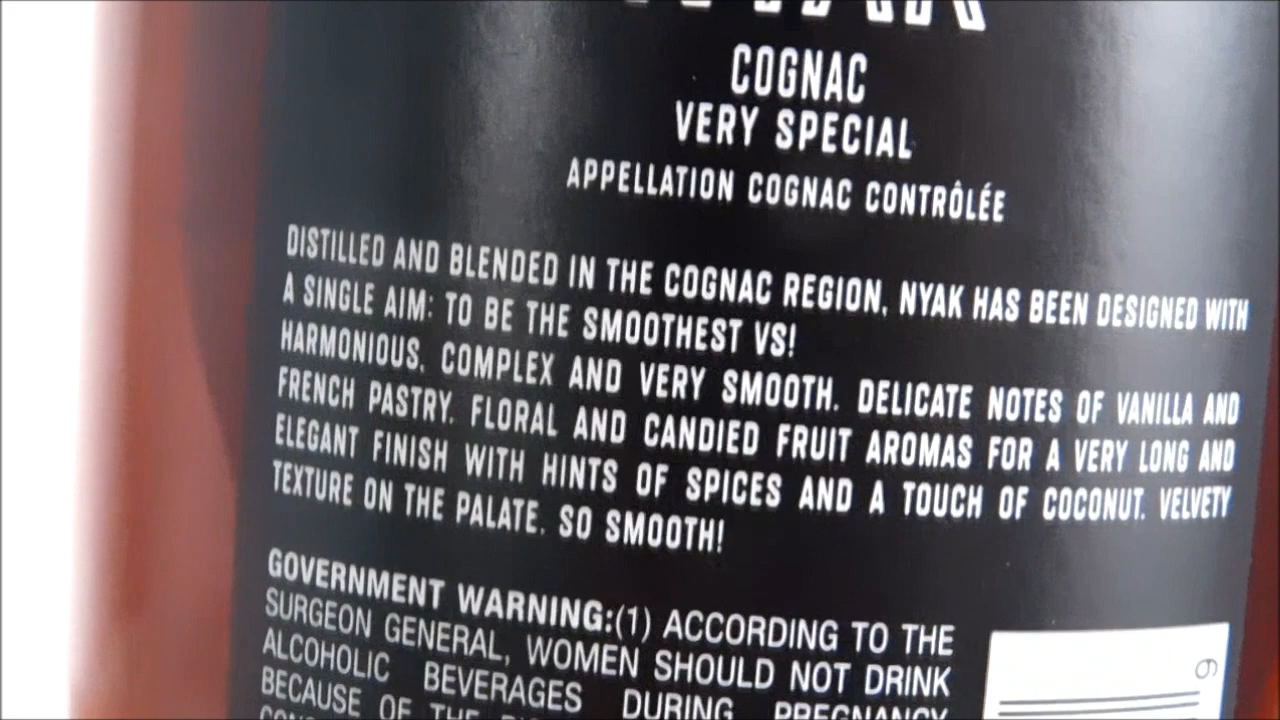 COGNAC
VERY SPECIAL
APPELLATION COGNAC CONTRÔLÉE
DISTILLED AND BLENDED IN THE COGNAC REGION, NYAK HAS BEEN DESIGNED WITH
A SINGLE AIM: TO BE THE SMOOTHEST VS!
HARMONIOUS, COMPLEX AND VERY SMOOTH. DELICATE NOTES OF VANILLA AND
FRENCH PASTRY. FLORAL AND CANDIED FRUIT AROMAS FOR A VERY LONG AND
ELEGANT FINISH WITH HINTS OF SPICES AND A TOUCH OF COCONUT. VELVETY
TEXTURE ON THE PALATE. SO SMOOTH!
GOVERNMENT WARNING:(1) ACCORDING TO THE
SURGEON GENERAL, WOMEN SHOULD NOT DRINK
ALCOHOLIC BEVERAGES DURING PREGNANCY
BECAUSE OF THE
9